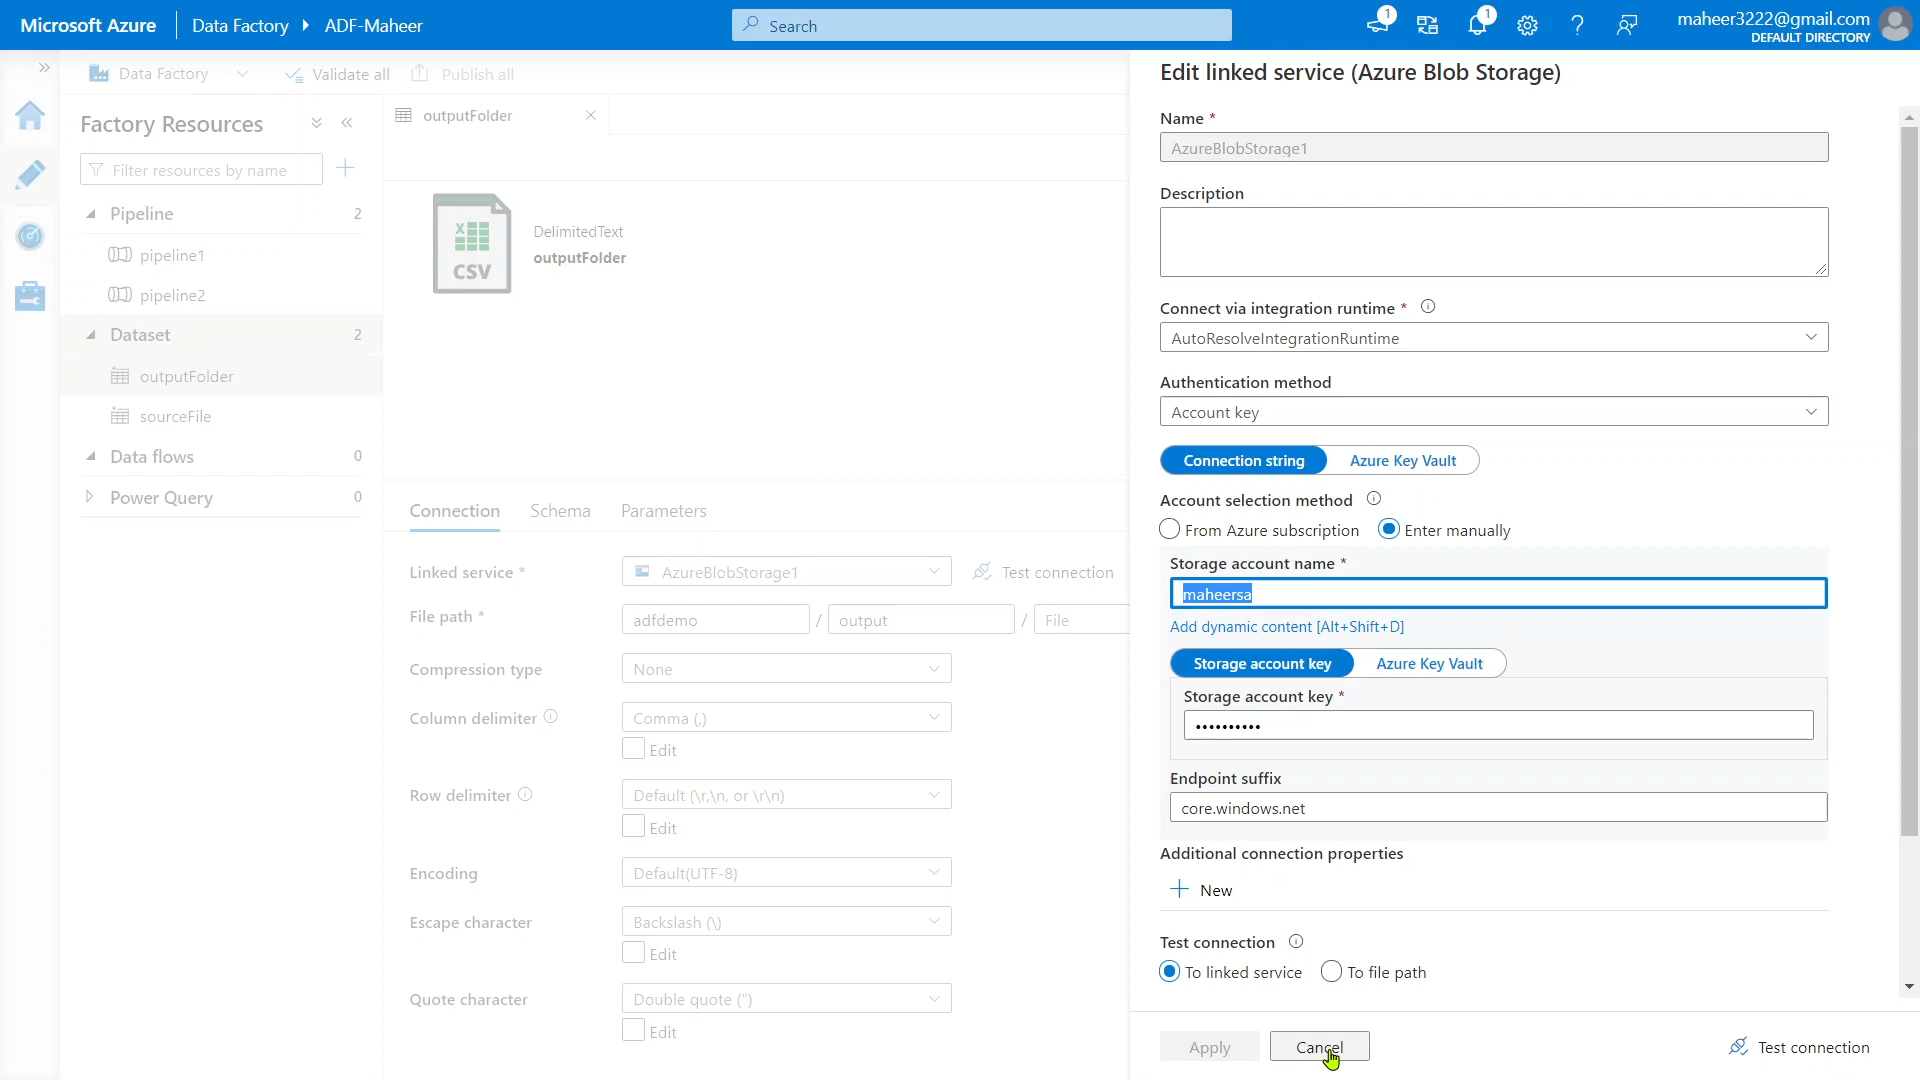 Microsoft Azure
Data Factory
ADF-Maheer
Search
1
1
maheer3222@gmail.com
DEFAULT DIRECTORY
Data Factory
Validate all
Publish all
Factory Resources
Filter resources by name
Pipeline 2
pipeline1
pipeline2
Dataset 2
outputFolder
sourceFile
Data flows 0
Power Query 0
outputFolder
CSV
DelimitedText
outputFolder
Connection Schema Parameters
Linked service * AzureBlobStorage1 Test connection
File path * adfdemo / output / File
Compression type None
Column delimiter Comma (,)
Edit
Row delimiter Default (\r,\n, or \r\n)
Edit
Encoding Default(UTF-8)
Escape character Backslash (\)
Edit
Quote character Double quote (")
Edit
Edit linked service (Azure Blob Storage)
Name *
AzureBlobStorage1
Description
Connect via integration runtime *
AutoResolveIntegrationRuntime
Authentication method
Account key
Connection string Azure Key Vault
Account selection method
From Azure subscription Enter manually
Storage account name *
maheersa
Add dynamic content [Alt+Shift+D]
Storage account key Azure Key Vault
Storage account key *
••••••••••
Endpoint suffix
core.windows.net
Additional connection properties
New
Test connection
To linked service To file path
Apply Cancel Test connection